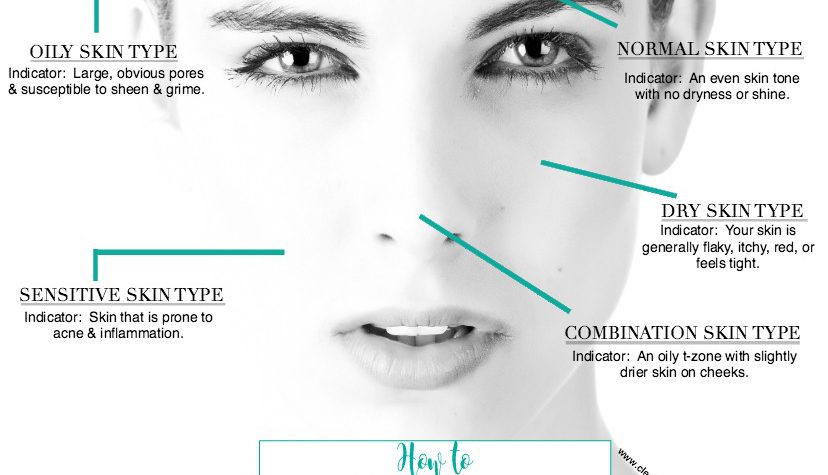 OILY SKIN TYPE
Indicator: Large, obvious pores
& susceptible to sheen & grime.
NORMAL SKIN TYPE
Indicator: An even skin tone
with no dryness or shine.
DRY SKIN TYPE
Indicator: Your skin is
generally flaky, itchy, red, or
feels tight.
SENSITIVE SKIN TYPE
Indicator: Skin that is prone to
acne & inflammation.
COMBINATION SKIN TYPE
Indicator: An oily t-zone with slightly
drier skin on cheeks.
How to